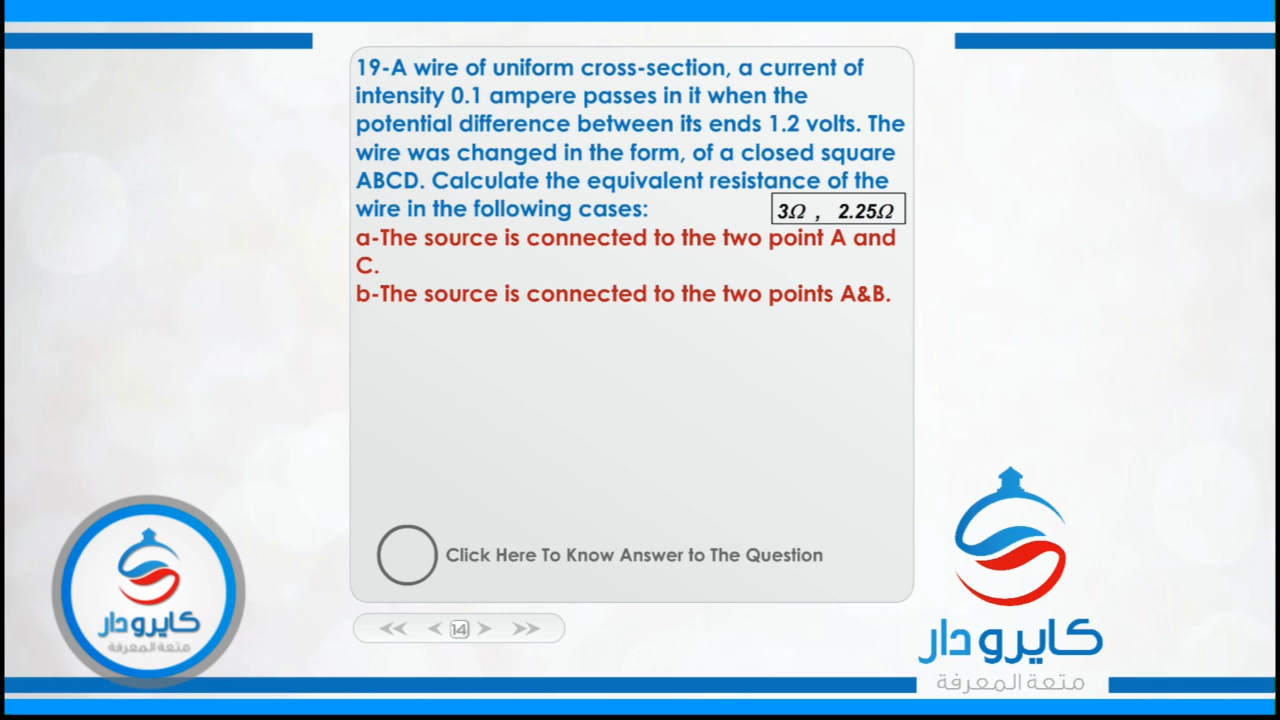 19-A wire of uniform cross-section, a current of
intensity 0.1 ampere passes in it when the
potential difference between its ends 1.2 volts. The
wire was changed in the form, of a closed square
ABCD. Calculate the equivalent resistance of the
wire in the following cases:
3Ω , 2.25Ω
a-The source is connected to the two point A and
C.
b-The source is connected to the two points A&B.
Click Here To Know Answer to The Question
14
كايرودار
متعة المعرفة
كايرودار
متعة المعرفة